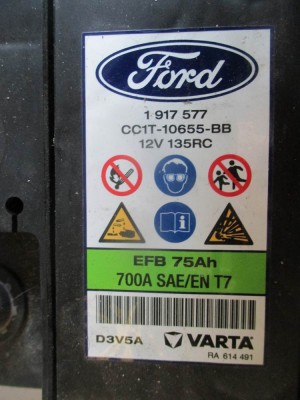 Ford
1 917 577
CC1T-10655-BB
12V 135RC
EFB 75Ah
700A SAE/EN T7
D3V5A VARTA
RA 614 491